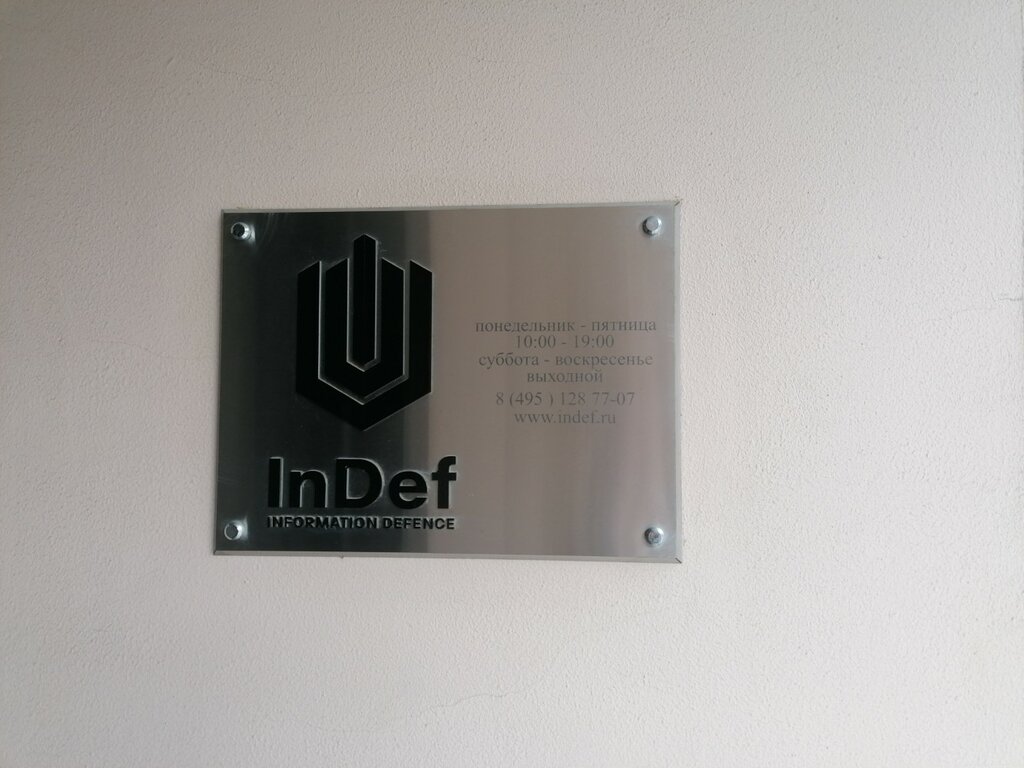 InDef
INFORMATION DEFENCE
понедельник - пятница
10:00 - 19:00
суббота - воскресенье
выходной
8 (495 ) 128 77-07
www.indef.ru